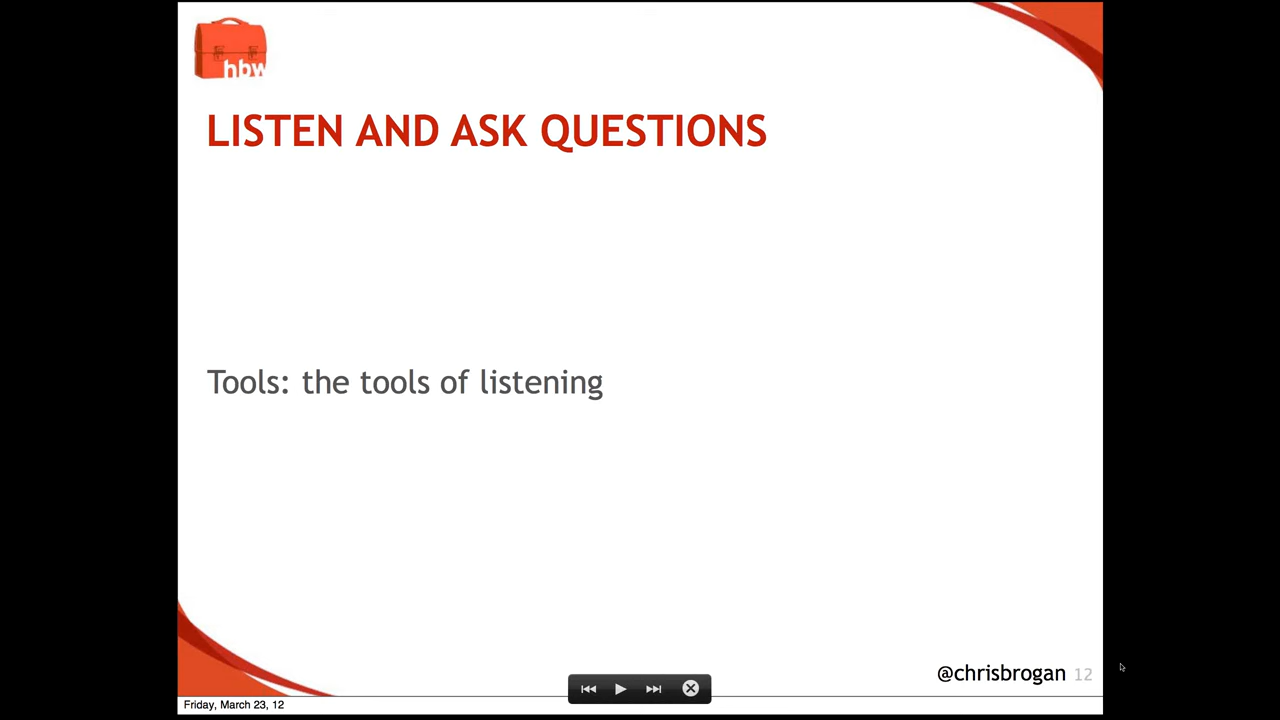 hbw
LISTEN AND ASK QUESTIONS
Tools: the tools of listening
@chrisbrogan 12
Friday, March 23, 12